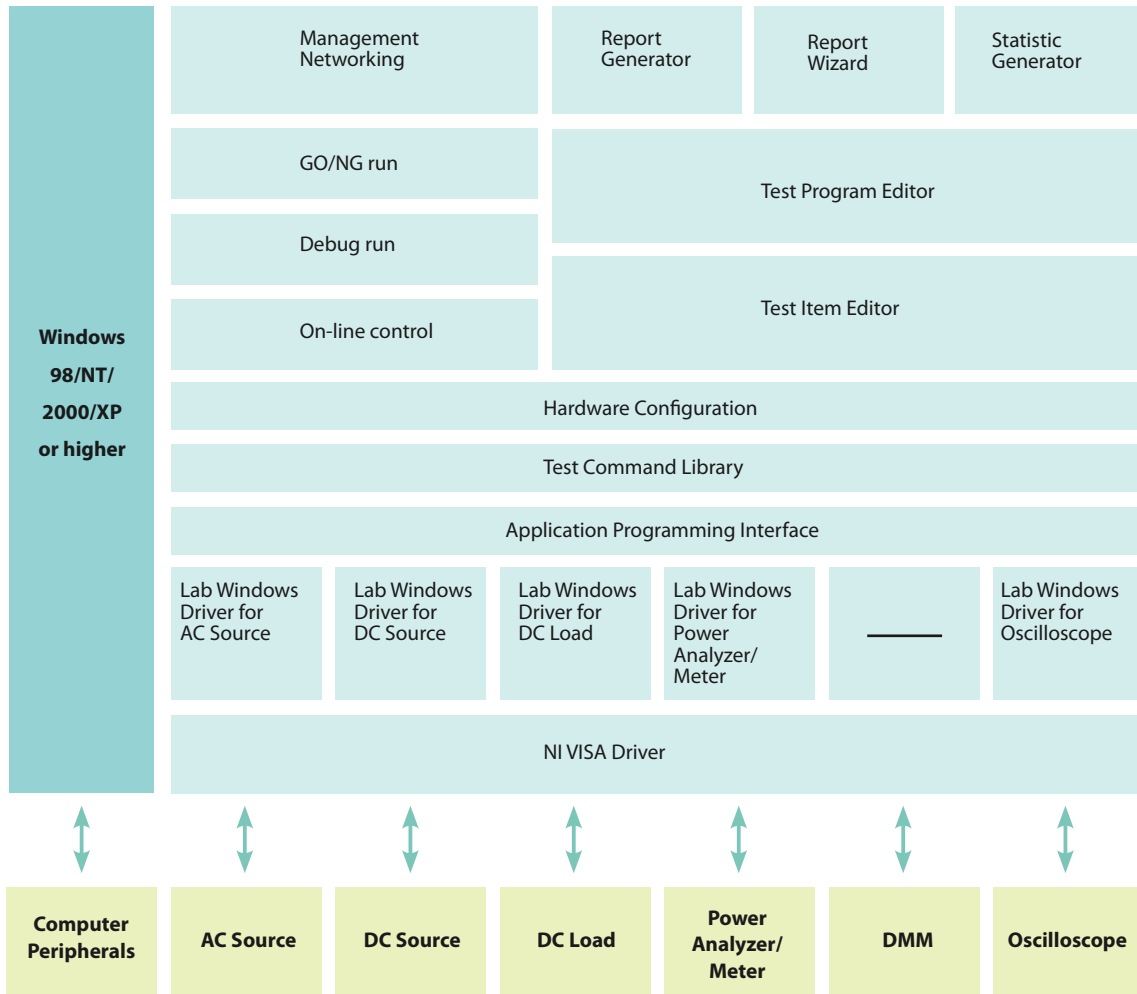 Management
Networking
Report
Generator
Report
Wizard
Statistic
Generator
GO/NG run
Test Program Editor
Debug run
Test Item Editor
On-line control
Windows
98/NT/
2000/XP
or higher
Hardware Configuration
Test Command Library
Application Programming Interface
Lab Windows
Driver for
AC Source
Lab Windows
Driver for
DC Source
Lab Windows
Driver for
DC Load
Lab Windows
Driver for
Power
Analyzer/
Meter
Lab Windows
Driver for
Oscilloscope
NI VISA Driver
Computer
Peripherals
AC Source
DC Source
DC Load
Power
Analyzer/
Meter
DMM
Oscilloscope